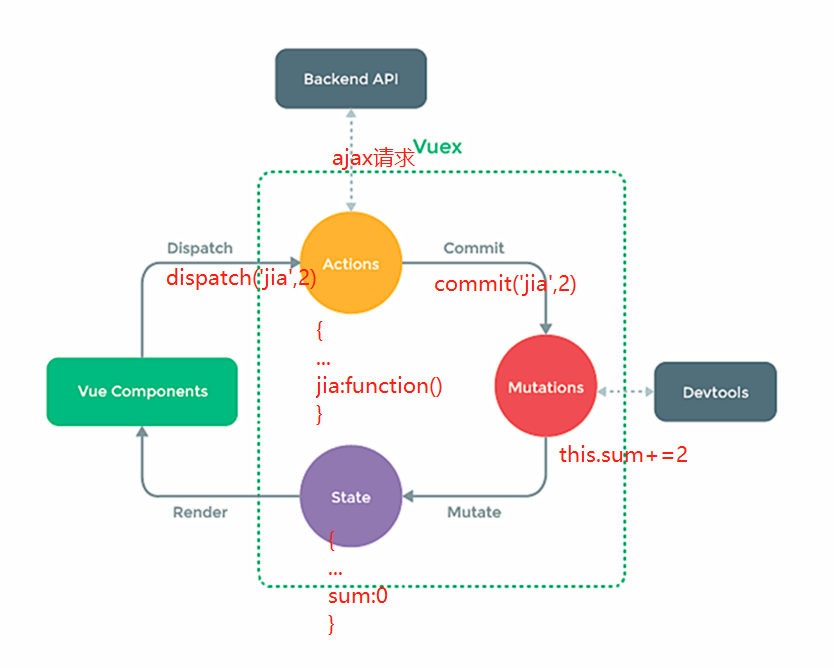 Backend API
Vuex
ajax请求
Dispatch
Commit
Actions
dispatch('jia',2)
commit('jia',2)
{
...
jia:function()
}
Vue Components
Mutations
Devtools
this.sum+=2
State
Render
Mutate
{
...
sum:0
}